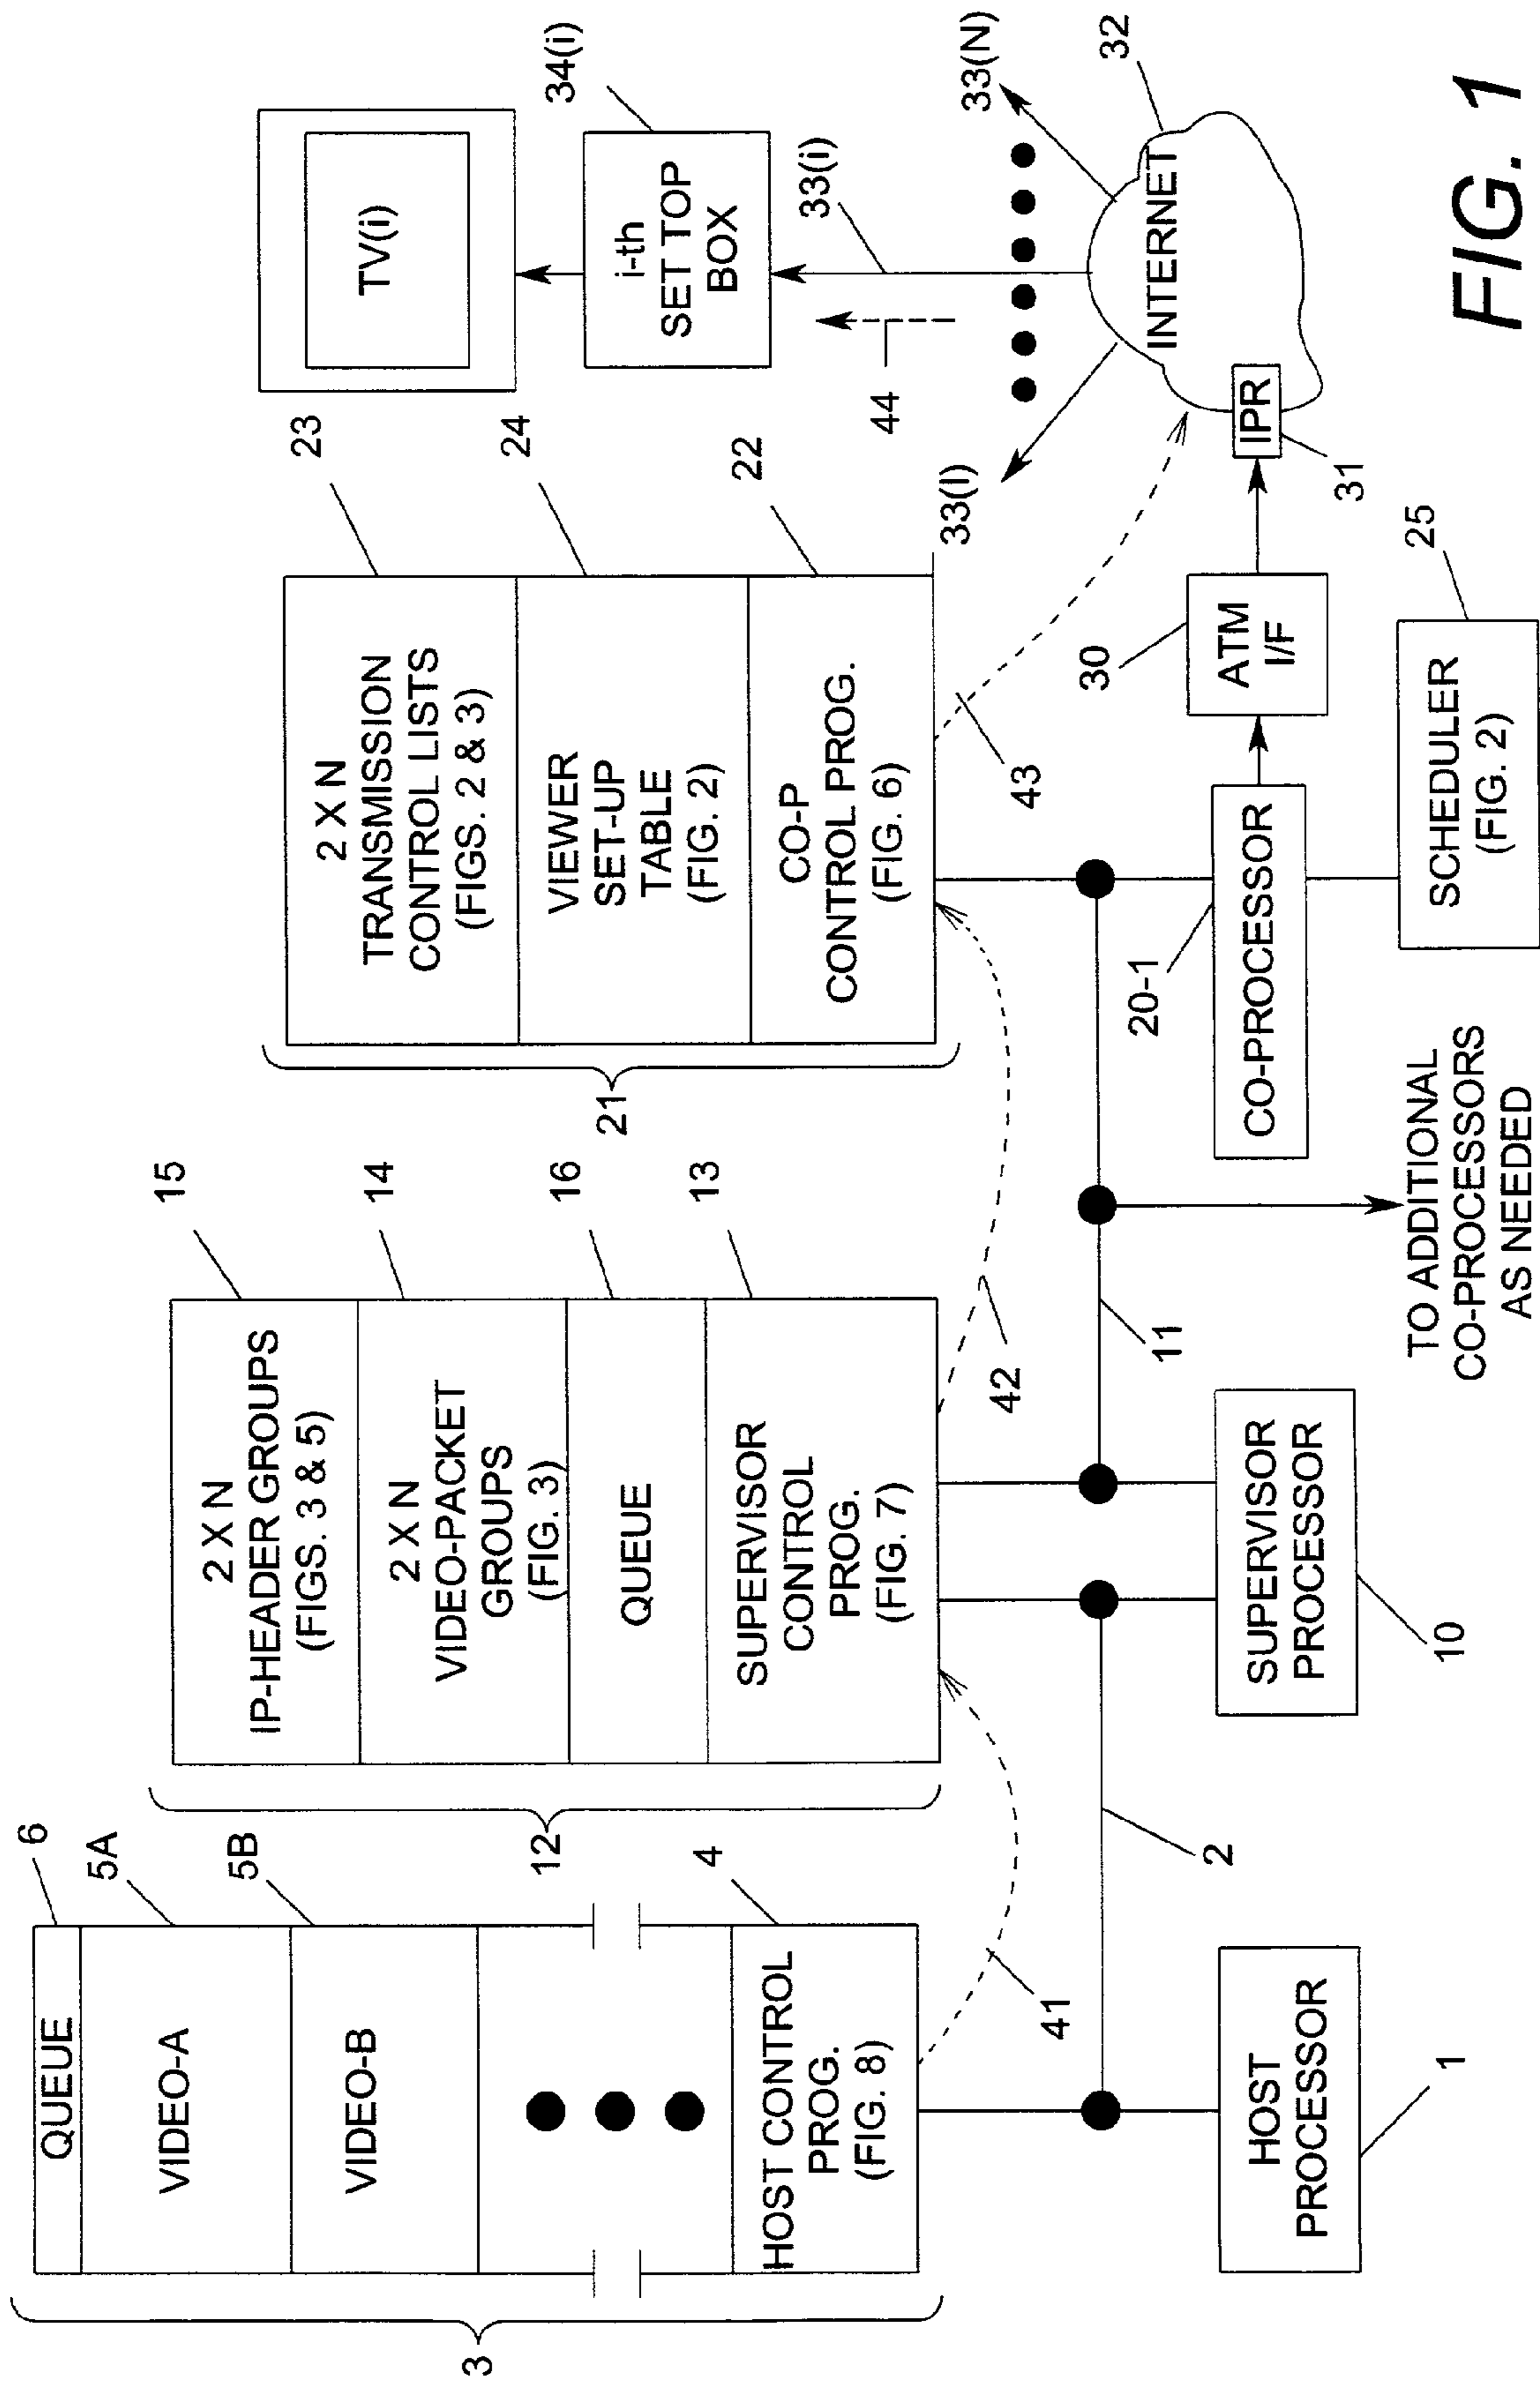 6
QUEUE
5A
VIDEO-A
5B
VIDEO-B
3
4
HOST CONTROL
PROG.
(FIG. 8)
41
2
HOST
PROCESSOR
1
15
2 X N
IP-HEADER GROUPS
(FIGS. 3 & 5)
14
2 X N
VIDEO-PACKET
GROUPS
(FIG. 3)
12
16
QUEUE
13
SUPERVISOR
CONTROL
PROG.
(FIG. 7)
42
11
SUPERVISOR
PROCESSOR
10
23
2 X N
TRANSMISSION
CONTROL LISTS
(FIGS. 2 & 3)
24
VIEWER
SET-UP
TABLE
(FIG. 2)
21
22
CO-P
CONTROL PROG.
(FIG. 6)
43
20-1
CO-PROCESSOR
TO ADDITIONAL
CO-PROCESSORS
AS NEEDED
30
ATM
I/F
SCHEDULER
(FIG. 2)
25
TV(i)
34(i)
i-th
SET TOP
BOX
33(i)
44
33(I)
33(N)
INTERNET
32
IPR
31
FIG. 1